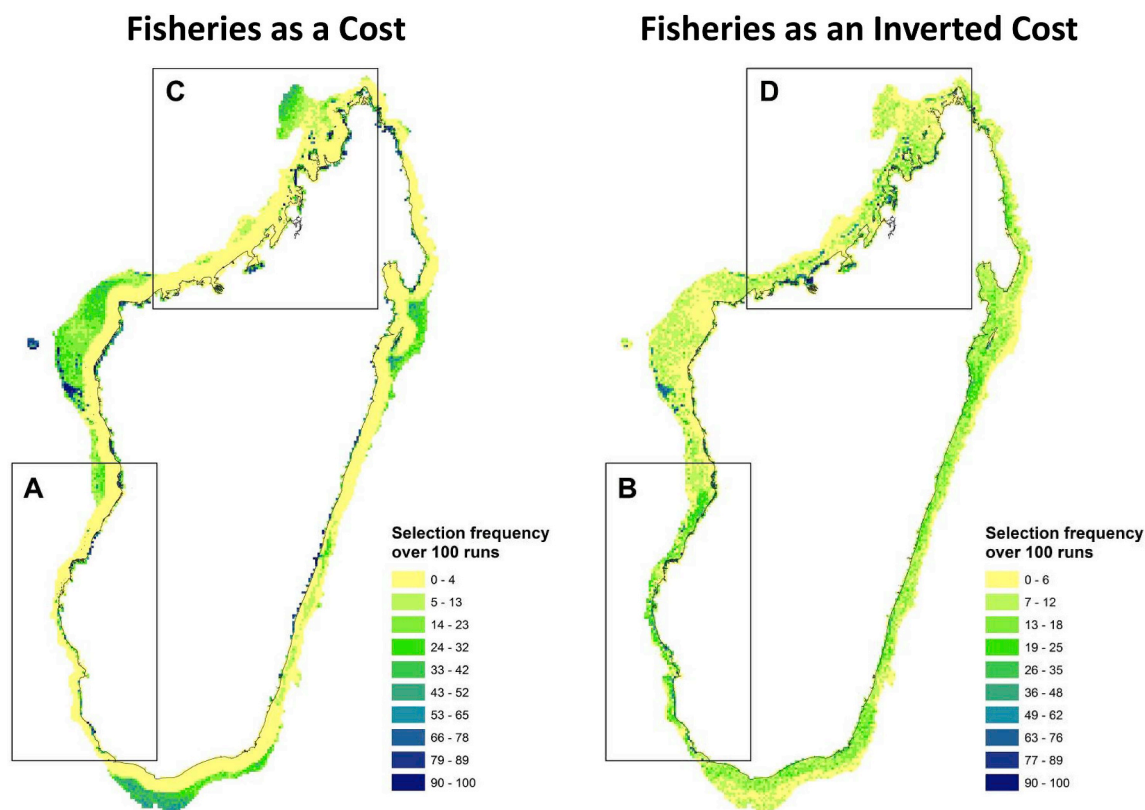 Fisheries as a Cost
Fisheries as an Inverted Cost
C
D
A
B
Selection frequency
over 100 runs
0 - 4
5 - 13
14 - 23
24 - 32
33 - 42
43 - 52
53 - 65
66 - 78
79 - 89
90 - 100
Selection frequency
over 100 runs
0 - 6
7 - 12
13 - 18
19 - 25
26 - 35
36 - 48
49 - 62
63 - 76
77 - 89
90 - 100